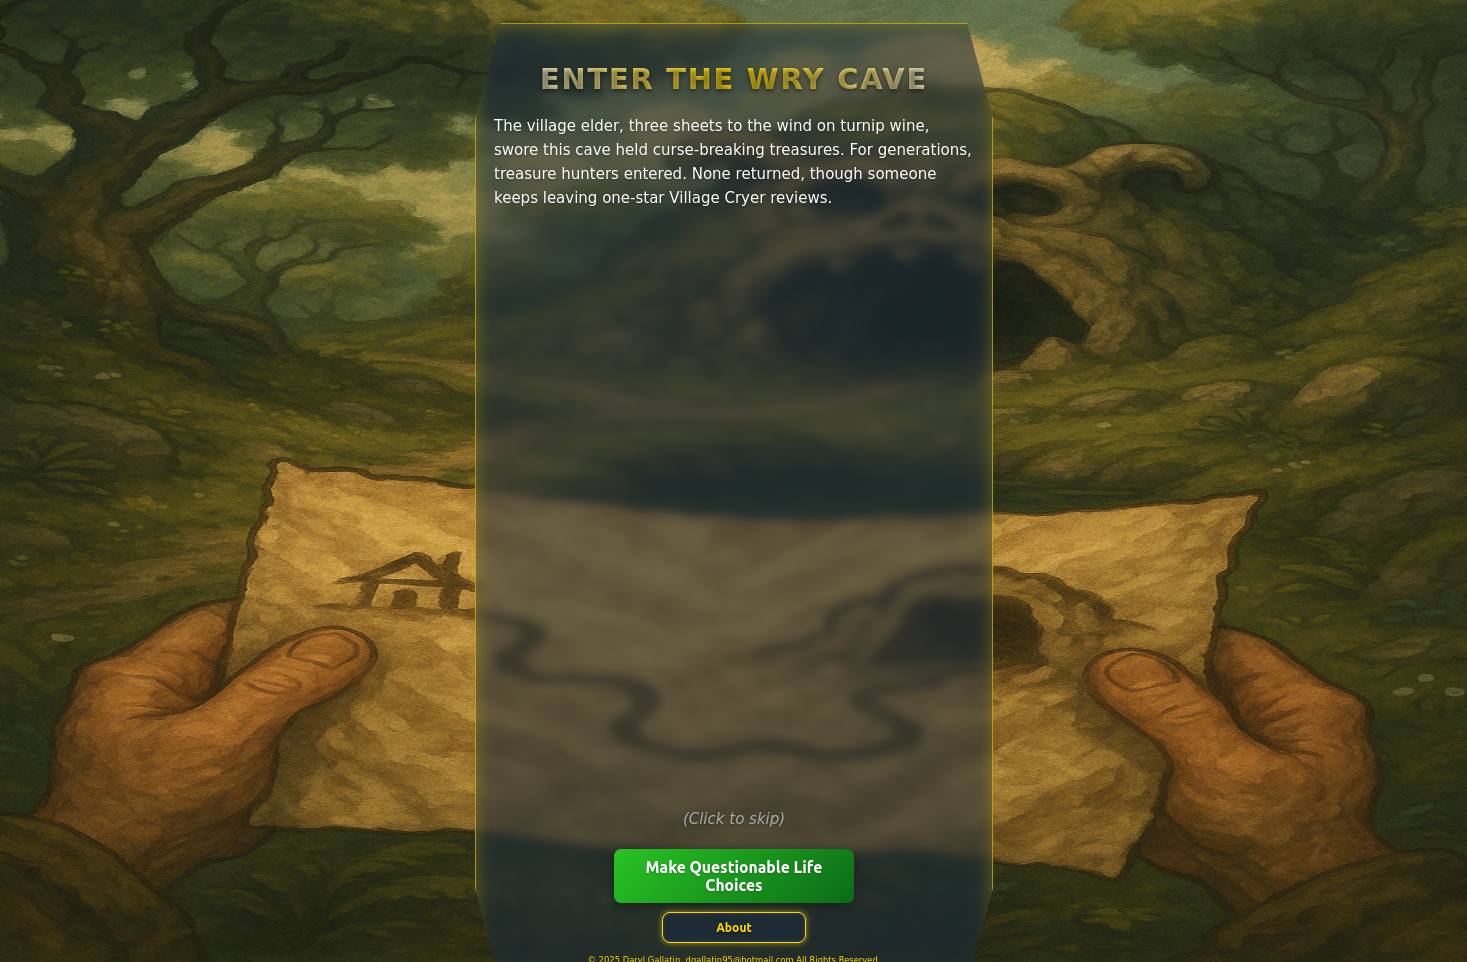 ENTER THE WRY CAVE
The village elder, three sheets to the wind on turnip wine,
swore this cave held curse-breaking treasures. For generations,
treasure hunters entered. None returned, though someone
keeps leaving one-star Village Cryer reviews.
(Click to skip)
Make Questionable Life
Choices
About
© 2025 Daryl Gallatin, dgallatin95@hotmail.com All Rights Reserved